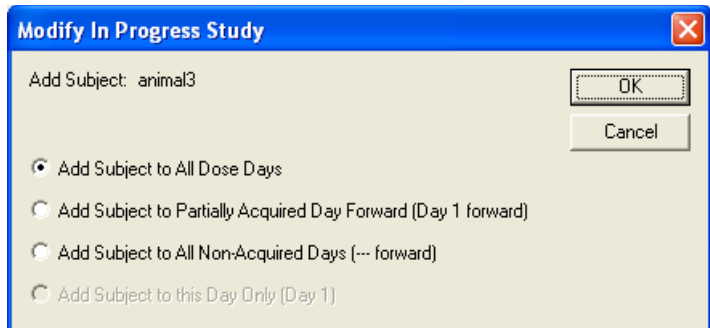 Modify In Progress Study
Add Subject: animal3
OK
Cancel
Add Subject to All Dose Days
Add Subject to Partially Acquired Day Forward (Day 1 forward)
Add Subject to All Non-Acquired Days (--- forward)
Add Subject to this Day Only (Day 1)